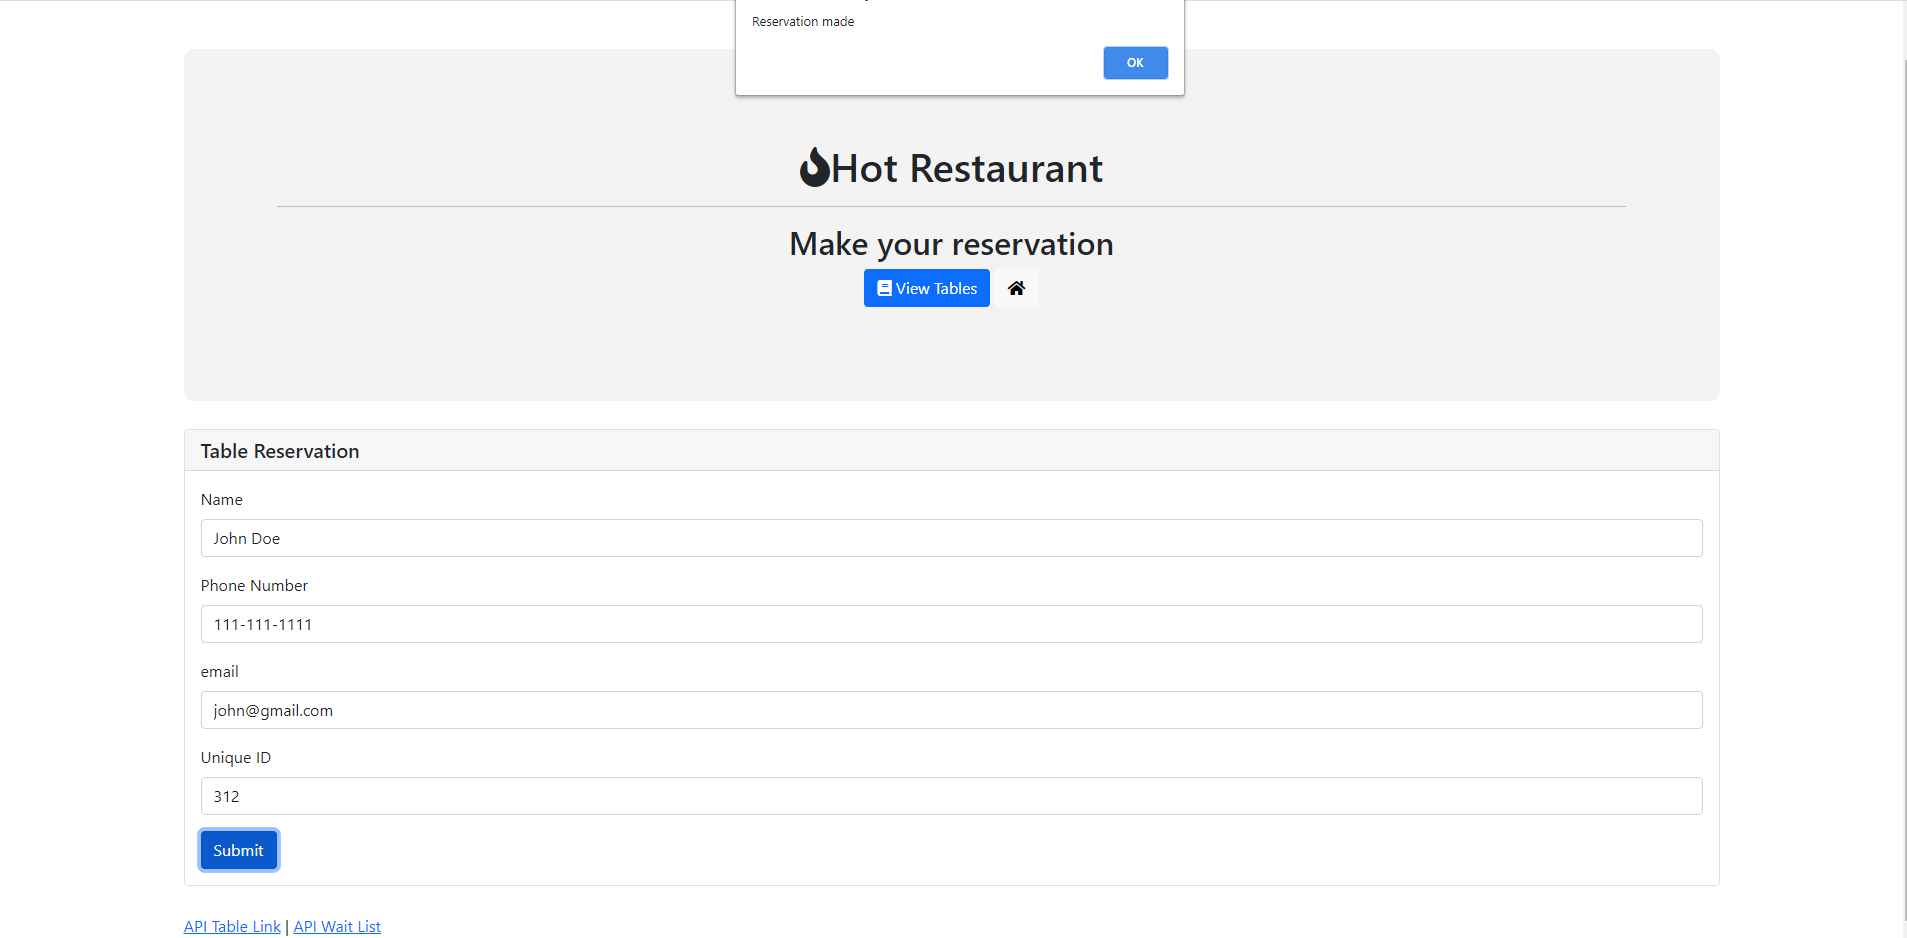 Reservation made
OK
Hot Restaurant
Make your reservation
View Tables
Table Reservation
Name
John Doe
Phone Number
111-111-1111
email
john@gmail.com
Unique ID
312
Submit
API Table Link | API Wait List